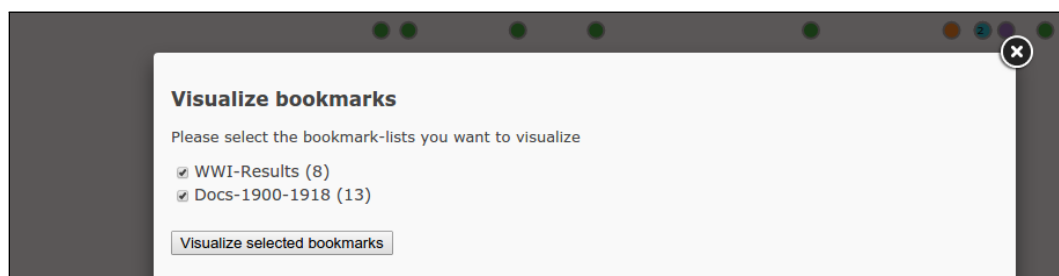 2
Visualize bookmarks
Please select the bookmark-lists you want to visualize
WWI-Results (8)
Docs-1900-1918 (13)
Visualize selected bookmarks